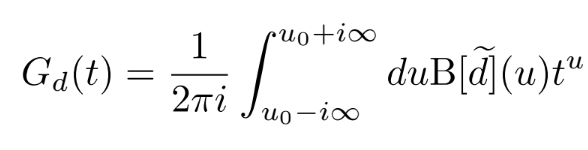 G_d(t) = \frac{1}{2\pi i} \int_{u_0-i\infty}^{u_0+i\infty} du \mathrm{B}[\widetilde{d}](u) t^u